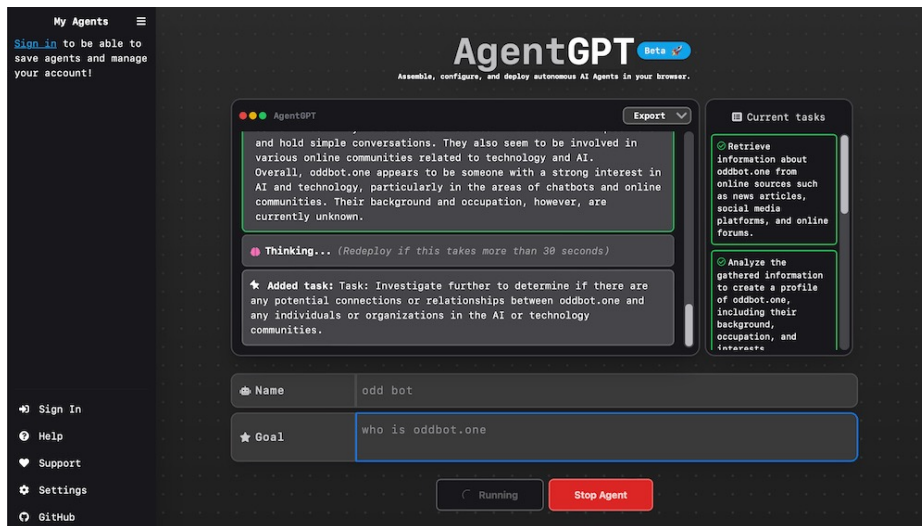 My Agents
Sign in to be able to
save agents and manage
your account!
Sign In
Help
Support
Settings
GitHub
AgentGPT
Beta 🚀
Assemble, configure, and deploy autonomous AI Agents in your browser.
AgentGPT
Export
and hold simple conversations. They also seem to be involved in
various online communities related to technology and AI.
Overall, oddbot.one appears to be someone with a strong interest in
AI and technology, particularly in the areas of chatbots and online
communities. Their background and occupation, however, are
currently unknown.
Thinking... (Redeploy if this takes more than 30 seconds)
Added task: Task: Investigate further to determine if there are
any potential connections or relationships between oddbot.one and
any individuals or organizations in the AI or technology
communities.
Current tasks
Retrieve
information about
oddbot.one from
online sources such
as news articles,
social media
platforms, and online
forums.
Analyze the
gathered information
to create a profile
of oddbot.one,
including their
background,
occupation, and
interests
Name
odd bot
Goal
who is oddbot.one
Running
Stop Agent